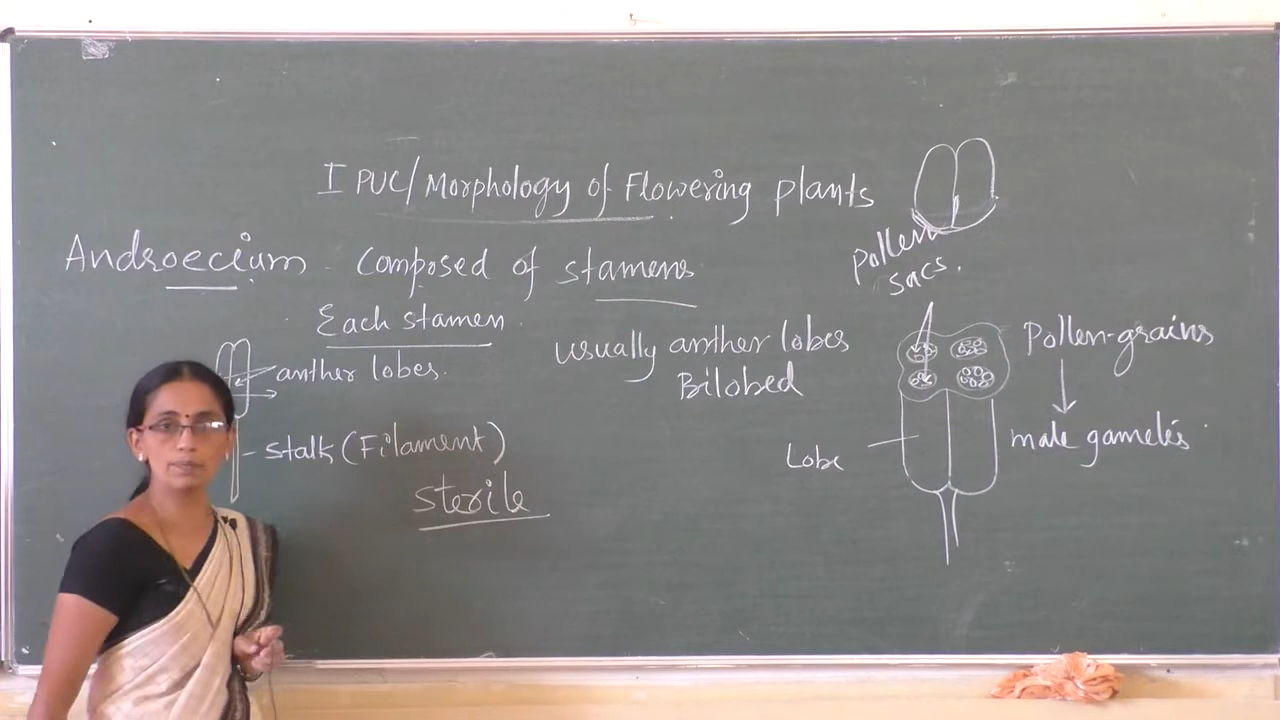 I PUC/Morphology of Flowering plants
Androecium - Composed of stamens
Each stamen
anther lobes.
stalk (Filament)
sterile
usually anther lobes
Bilobed
Pollen
sacs.
Pollen-grains
male gametes
Lobe